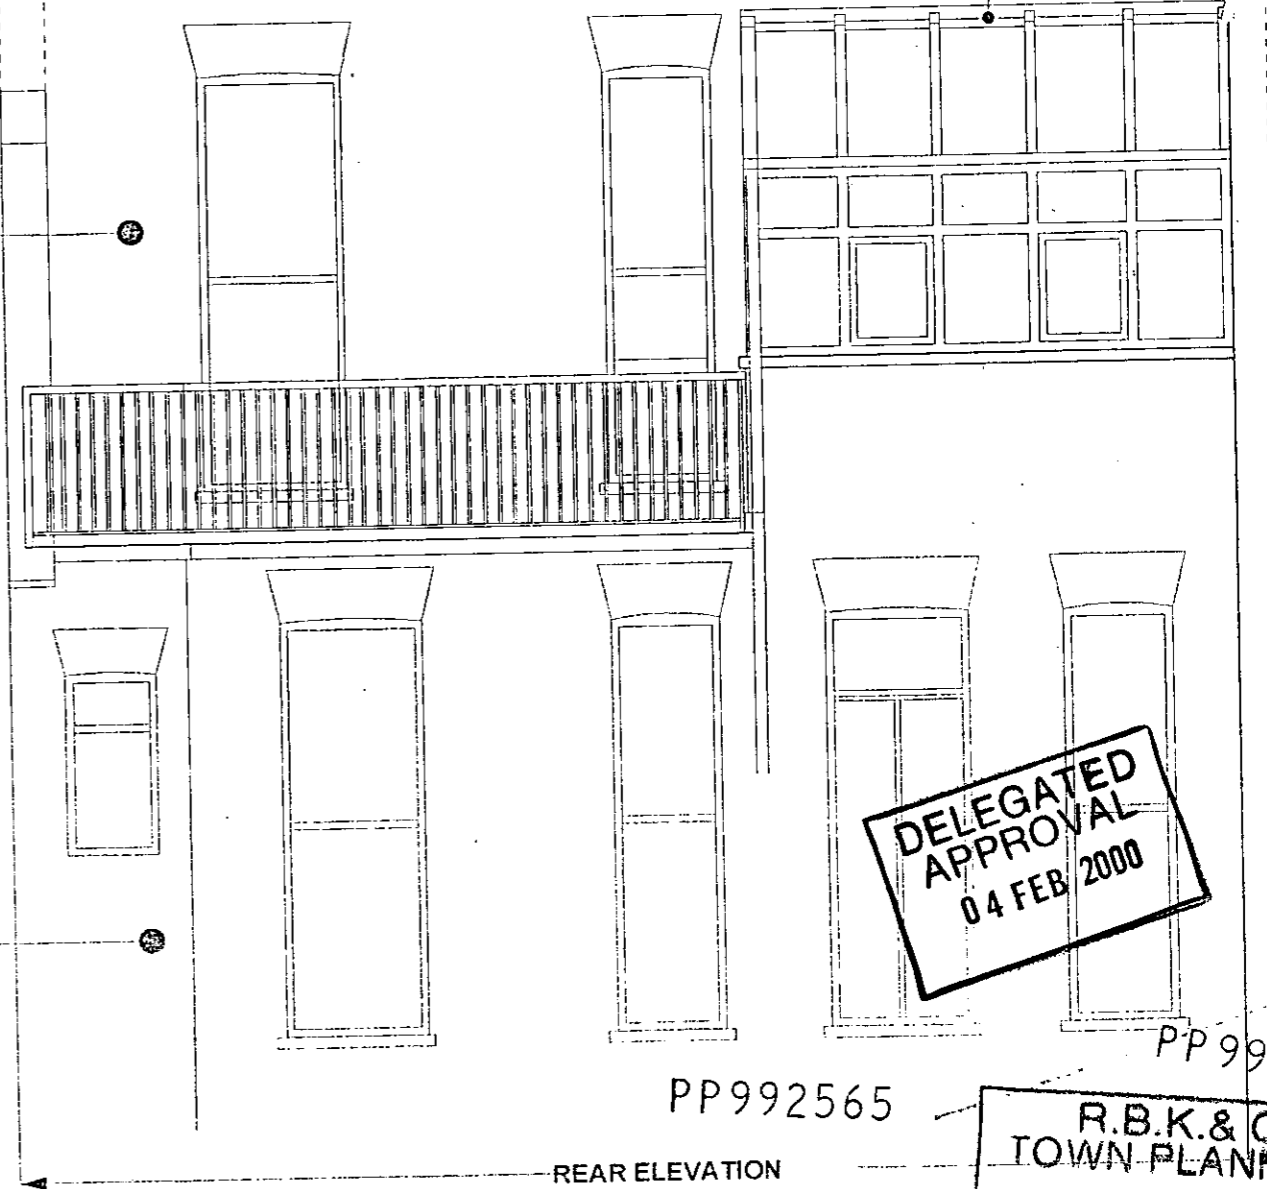 DELEGATED
APPROVAL
04 FEB 2000
PP99
PP992565
R.B.K.&
TOWN
REAR ELEVATION